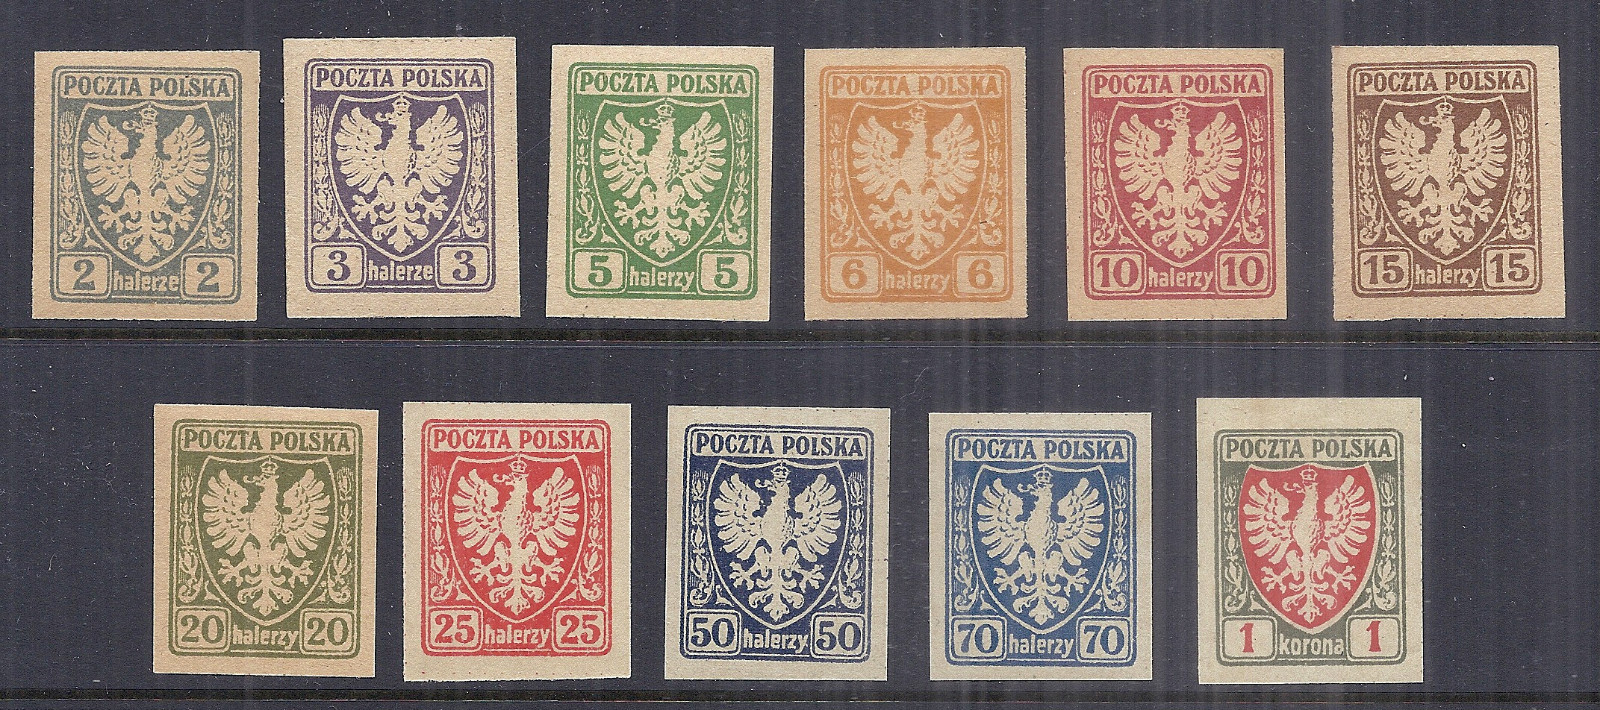 POCZTA POLSKA
2 halerze 2
POCZTA POLSKA
3 halerze 3
POCZTA POLSKA
5 halerzy 5
POCZTA POLSKA
6 halerzy 6
POCZTA POLSKA
10 halerzy 10
POCZTA POLSKA
15 halerzy 15
POCZTA POLSKA
20 halerzy 20
POCZTA POLSKA
25 halerzy 25
POCZTA POLSKA
50 halerzy 50
POCZTA POLSKA
70 halerzy 70
POCZTA POLSKA
1 korona 1